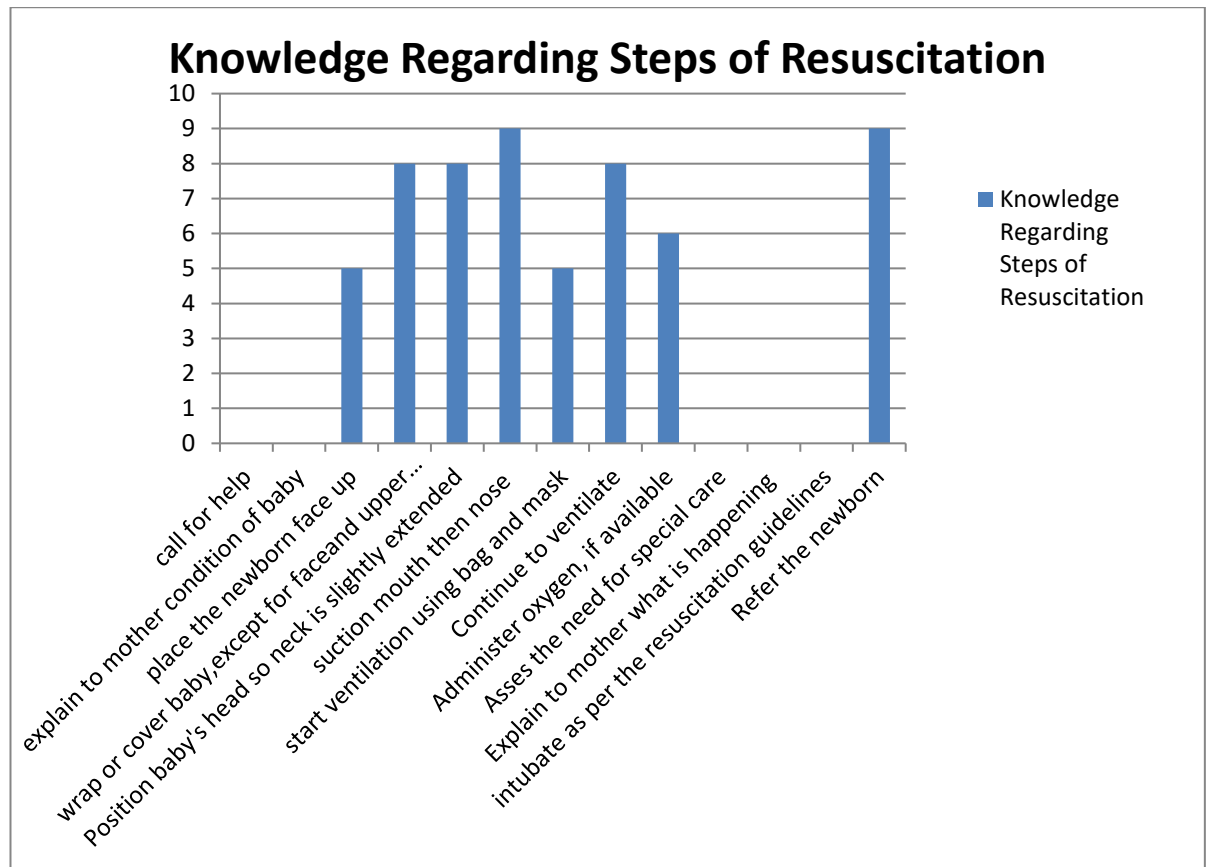 Knowledge Regarding Steps of Resuscitation
10
9
8
7
6
5
4
3
2
1
0
call for help
explain to mother condition of baby
place the newborn face up
wrap or cover baby,except for faceand upper...
Position baby's head so neck is slightly extended
suction mouth then nose
start ventilation using bag and mask
Continue to ventilate
Administer oxygen, if available
Asses the need for special care
Explain to mother what is happening
intubate as per the resuscitation guidelines
Refer the newborn
Knowledge
Regarding
Steps of
Resuscitation